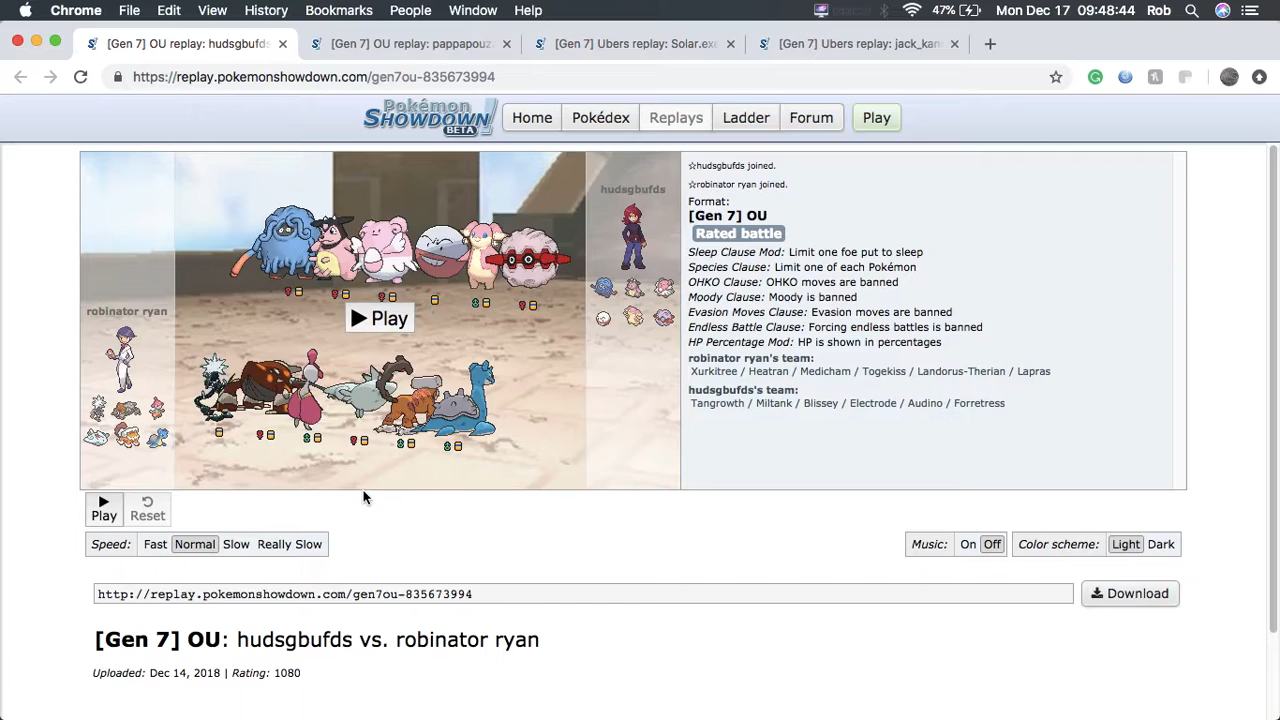 Chrome File Edit View History Bookmarks People Window Help 47% Mon Dec 17 09:48:44 Rob
[Gen 7] OU replay: hudsgbufds [Gen 7] OU replay: pappapouz [Gen 7] Ubers replay: Solar.exe [Gen 7] Ubers replay: jack_kan
https://replay.pokemonshowdown.com/gen7ou-835673994
Pokémon
SHOWDOWN!
BETA
Home Pokédex Replays Ladder Forum Play
hudsgbufds
robinator ryan
Play
☆hudsgbufds joined.
☆robinator ryan joined.
Format:
[Gen 7] OU
Rated battle
Sleep Clause Mod: Limit one foe put to sleep
Species Clause: Limit one of each Pokémon
OHKO Clause: OHKO moves are banned
Moody Clause: Moody is banned
Evasion Moves Clause: Evasion moves are banned
Endless Battle Clause: Forcing endless battles is banned
HP Percentage Mod: HP is shown in percentages
robinator ryan's team:
Xurkitree / Heatran / Medicham / Togekiss / Landorus-Therian / Lapras
hudsgbufds's team:
Tangrowth / Miltank / Blissey / Electrode / Audino / Forretress
Play Reset
Speed: Fast Normal Slow Really Slow
Music: On Off Color scheme: Light Dark
http://replay.pokemonshowdown.com/gen7ou-835673994
Download
[Gen 7] OU: hudsgbufds vs. robinator ryan
Uploaded: Dec 14, 2018 | Rating: 1080